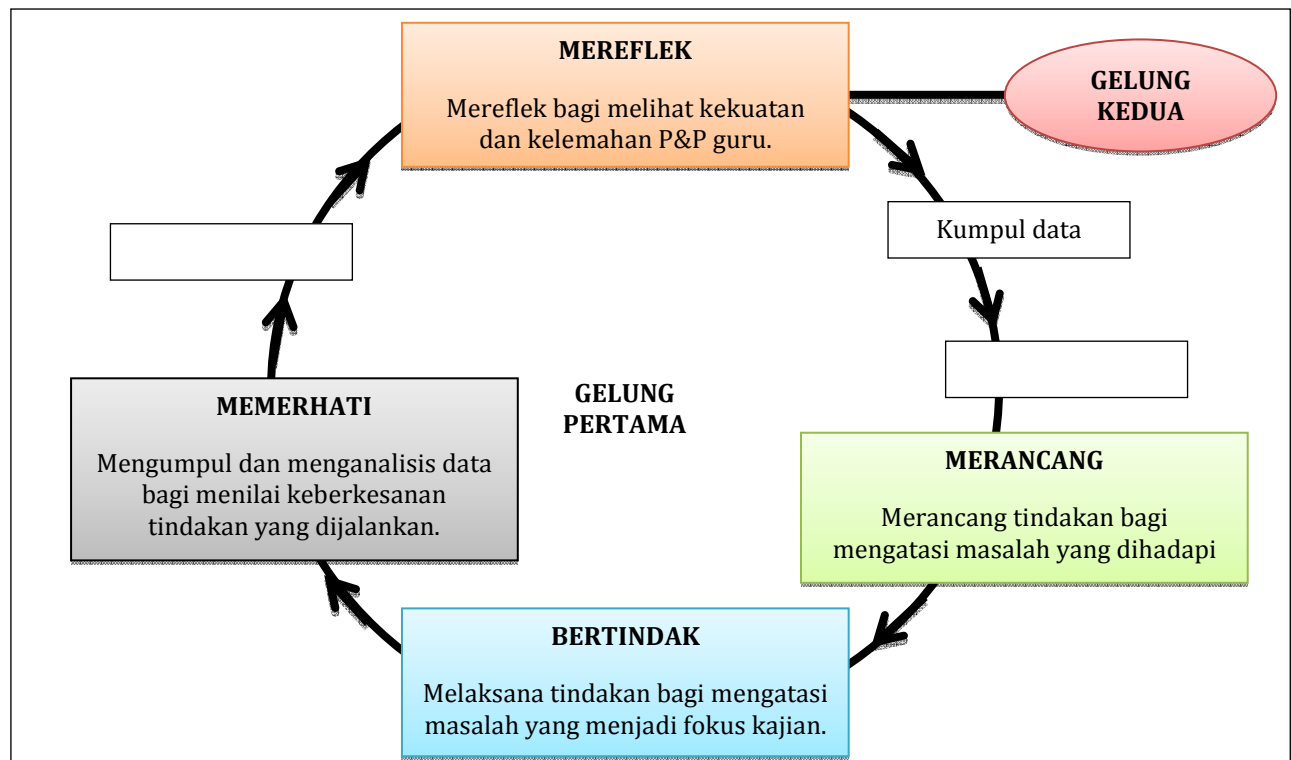 MEREFLEK
Mereflek bagi melihat kekuatan
dan kelemahan P&P guru.
GELUNG
KEDUA
Kumpul data
MEMERHATI
Mengumpul dan menganalisis data
bagi menilai keberkesanan
tindakan yang dijalankan.
GELUNG
PERTAMA
MERANCANG
Merancang tindakan bagi
mengatasi masalah yang dihadapi
BERTINDAK
Melaksana tindakan bagi mengatasi
masalah yang menjadi fokus kajian.